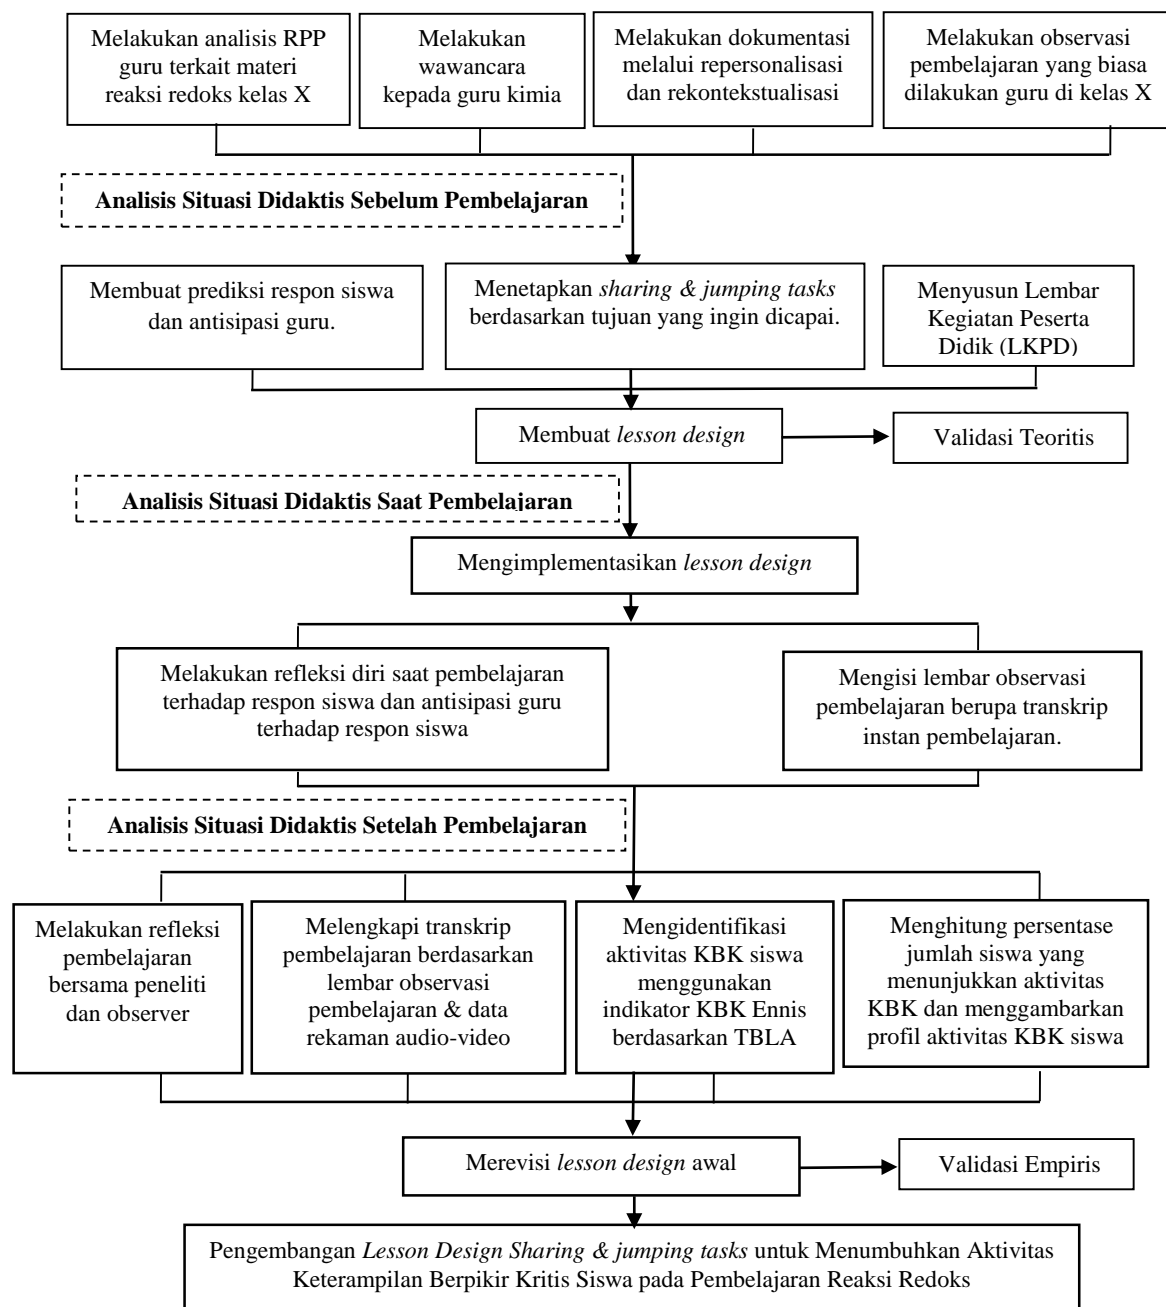 Melakukan analisis RPP
guru terkait materi
reaksi redoks kelas X
Melakukan
wawancara
kepada guru kimia
Melakukan dokumentasi
melalui repersonalisasi
dan rekontekstualisasi
Melakukan observasi
pembelajaran yang biasa
dilakukan guru di kelas X
Analisis Situasi Didaktis Sebelum Pembelajaran
Membuat prediksi respon siswa
dan antisipasi guru.
Menetapkan sharing & jumping tasks
berdasarkan tujuan yang ingin dicapai.
Menyusun Lembar
Kegiatan Peserta
Didik (LKPD)
Membuat lesson design
Validasi Teoritis
Analisis Situasi Didaktis Saat Pembelajaran
Mengimplementasikan lesson design
Melakukan refleksi diri saat pembelajaran
terhadap respon siswa dan antisipasi guru
terhadap respon siswa
Mengisi lembar observasi
pembelajaran berupa transkrip
instan pembelajaran.
Analisis Situasi Didaktis Setelah Pembelajaran
Melakukan refleksi
pembelajaran
bersama peneliti
dan observer
Melengkapi transkrip
pembelajaran berdasarkan
lembar observasi
pembelajaran & data
rekaman audio-video
Mengidentifikasi
aktivitas KBK siswa
menggunakan
indikator KBK Ennis
berdasarkan TBLA
Menghitung persentase
jumlah siswa yang
menunjukkan aktivitas
KBK dan menggambarkan
profil aktivitas KBK siswa
Merevisi lesson design awal
Validasi Empiris
Pengembangan Lesson Design Sharing & jumping tasks untuk Menumbuhkan Aktivitas
Keterampilan Berpikir Kritis Siswa pada Pembelajaran Reaksi Redoks